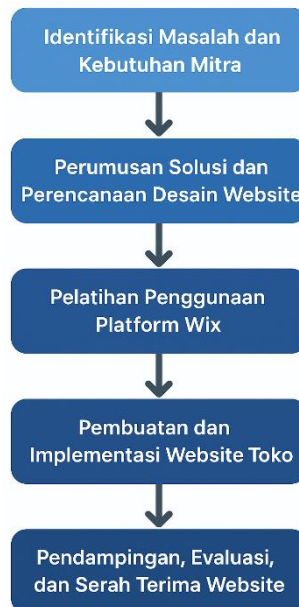 Identifikasi Masalah dan
Kebutuhan Mitra
Perumusan Solusi dan
Perencanaan Desain Website
Pelatihan Penggunaan
Platform Wix
Pembuatan dan
Implementasi Website Toko
Pendampingan, Evaluasi,
dan Serah Terima Website